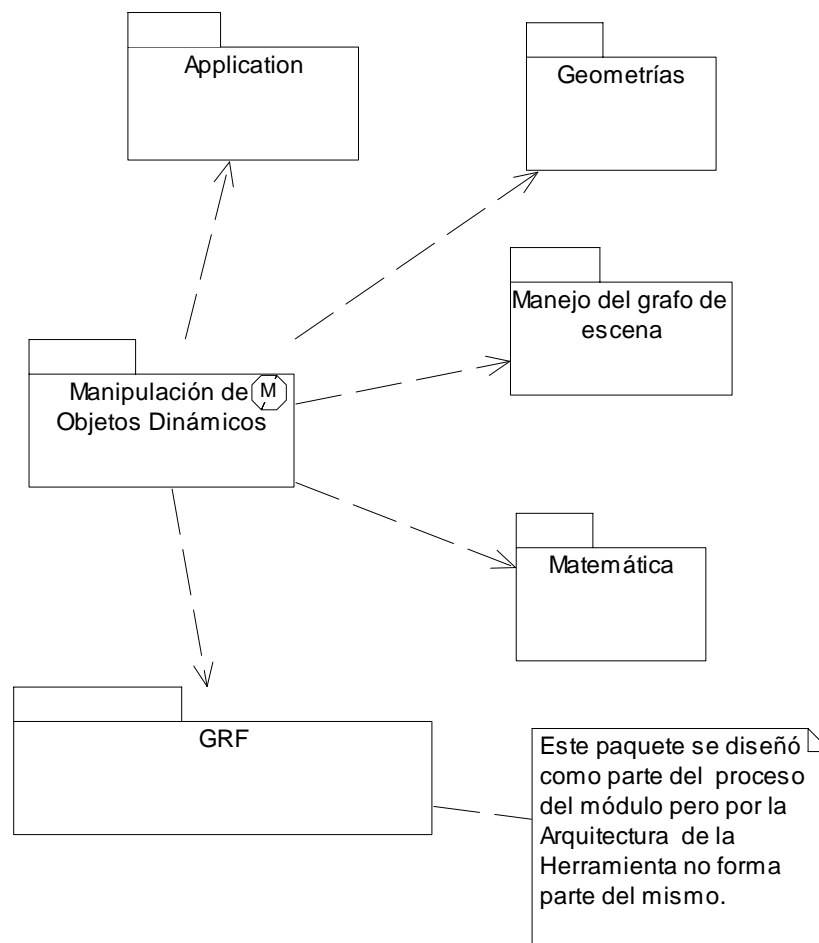 Application
Geometrías
Manejo del grafo de
escena
Manipulación de
M
Objetos Dinámicos
Matemática
GRF
Este paquete se diseñó
como parte del proceso
del módulo pero por la
Arquitectura de la
Herramienta no forma
parte del mismo.